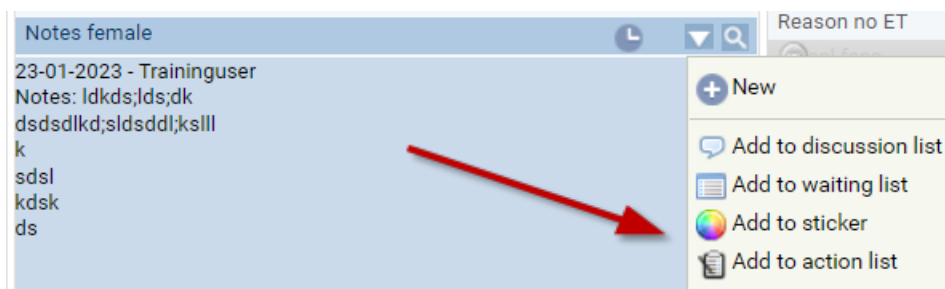 Notes female
Reason no ET
23-01-2023 - Traininguser
Notes: ldkds;lds;dk
dsdsdlkd;sldsddl;kslll
k
sdsl
kdsk
ds
New
Add to discussion list
Add to waiting list
Add to sticker
Add to action list